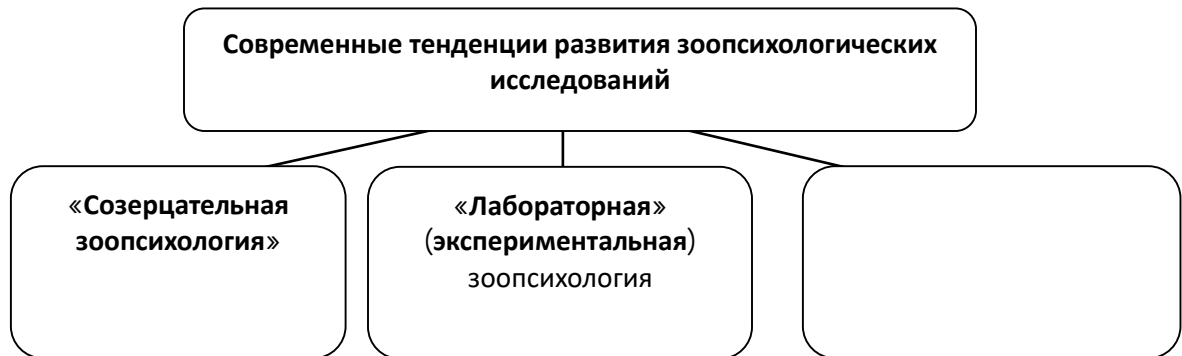 Современные тенденции развития зоопсихологических
исследований
«Созерцательная
зоопсихология»
«Лабораторная»
(экспериментальная)
зоопсихология